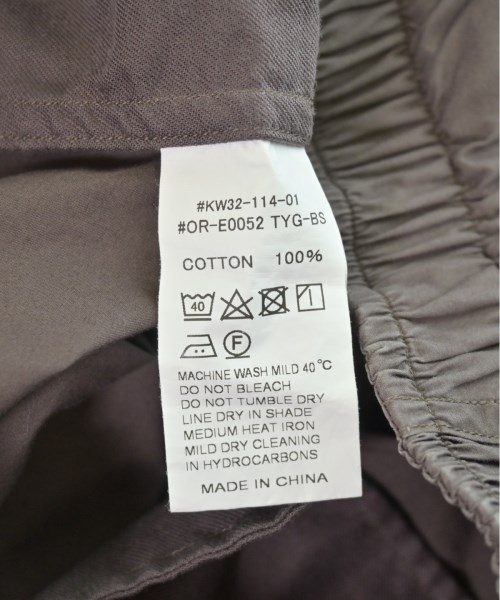 #KW32-114-01
#OR-E0052 TYG-BS
COTTON 100%
40
F
MACHINE WASH MILD 40°C
DO NOT BLEACH
DO NOT TUMBLE DRY
LINE DRY IN SHADE
MEDIUM HEAT IRON
MILD DRY CLEANING
IN HYDROCARBONS
MADE IN CHINA